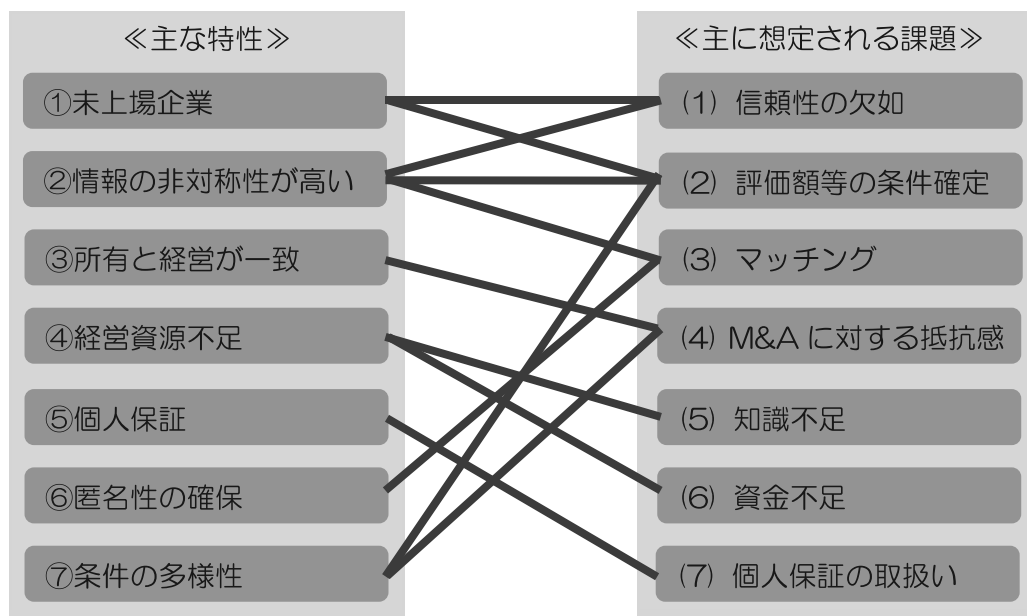 ≪主な特性≫
①未上場企業
②情報の非対称性が高い
③所有と経営が一致
④経営資源不足
⑤個人保証
⑥匿名性の確保
⑦条件の多様性
≪主に想定される課題≫
(1) 信頼性の欠如
(2) 評価額等の条件確定
(3) マッチング
(4) M&Aに対する抵抗感
(5) 知識不足
(6) 資金不足
(7) 個人保証の取扱い